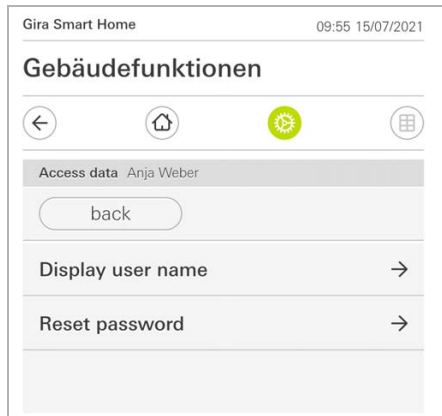 Gira Smart Home 09:55 15/07/2021
Gebäudefunktionen
Access data Anja Weber
back
Display user name
Reset password